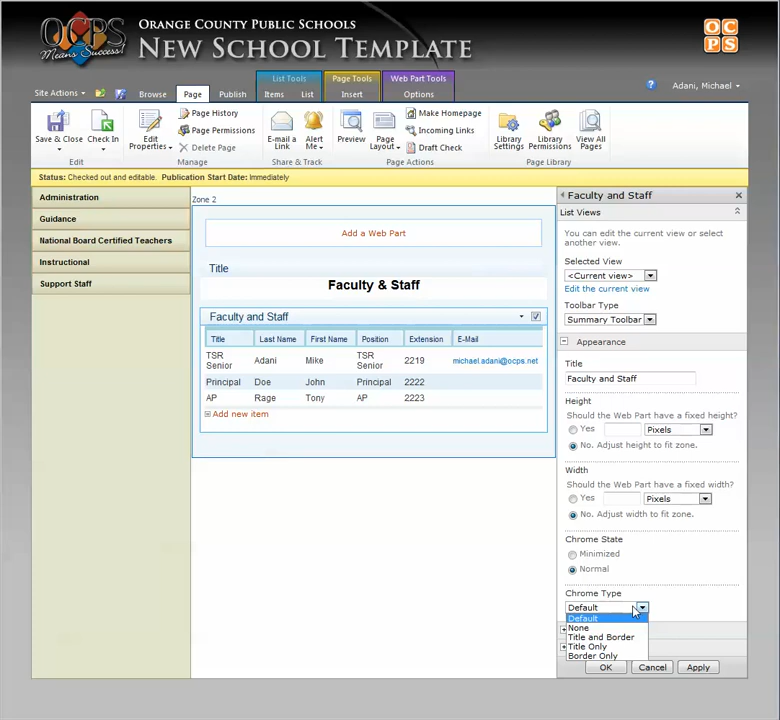 OCPS
Means Success!
ORANGE COUNTY PUBLIC SCHOOLS
NEW SCHOOL TEMPLATE
OC
PS
Site Actions
Browse
Page
Publish
List Tools
Items
List
Page Tools
Insert
Web Part Tools
Options
Adani, Michael
Save & Close
Check In
Edit
Edit Properties
Page History
Page Permissions
Delete Page
Manage
E-mail a Link
Alert Me
Share & Track
Preview
Page Layout
Make Homepage
Incoming Links
Draft Check
Page Actions
Library Settings
Library Permissions
View All Pages
Page Library
Status: Checked out and editable. Publication Start Date: Immediately
Administration
Guidance
National Board Certified Teachers
Instructional
Support Staff
Zone 2
Add a Web Part
Title
Faculty & Staff
Faculty and Staff
Title Last Name First Name Position Extension E-Mail
TSR Senior Adani Mike TSR Senior 2219 michael.adani@ocps.net
Principal Doe John Principal 2222
AP Rage Tony AP 2223
Add new item
Faculty and Staff
List Views
You can edit the current view or select
another view.
Selected View
<Current view>
Edit the current view
Toolbar Type
Summary Toolbar
Appearance
Title
Faculty and Staff
Height
Should the Web Part have a fixed height?
Yes Pixels
No. Adjust height to fit zone.
Width
Should the Web Part have a fixed width?
Yes Pixels
No. Adjust width to fit zone.
Chrome State
Minimized
Normal
Chrome Type
Default
Default
None
Title and Border
Title Only
Border Only
OK Cancel Apply